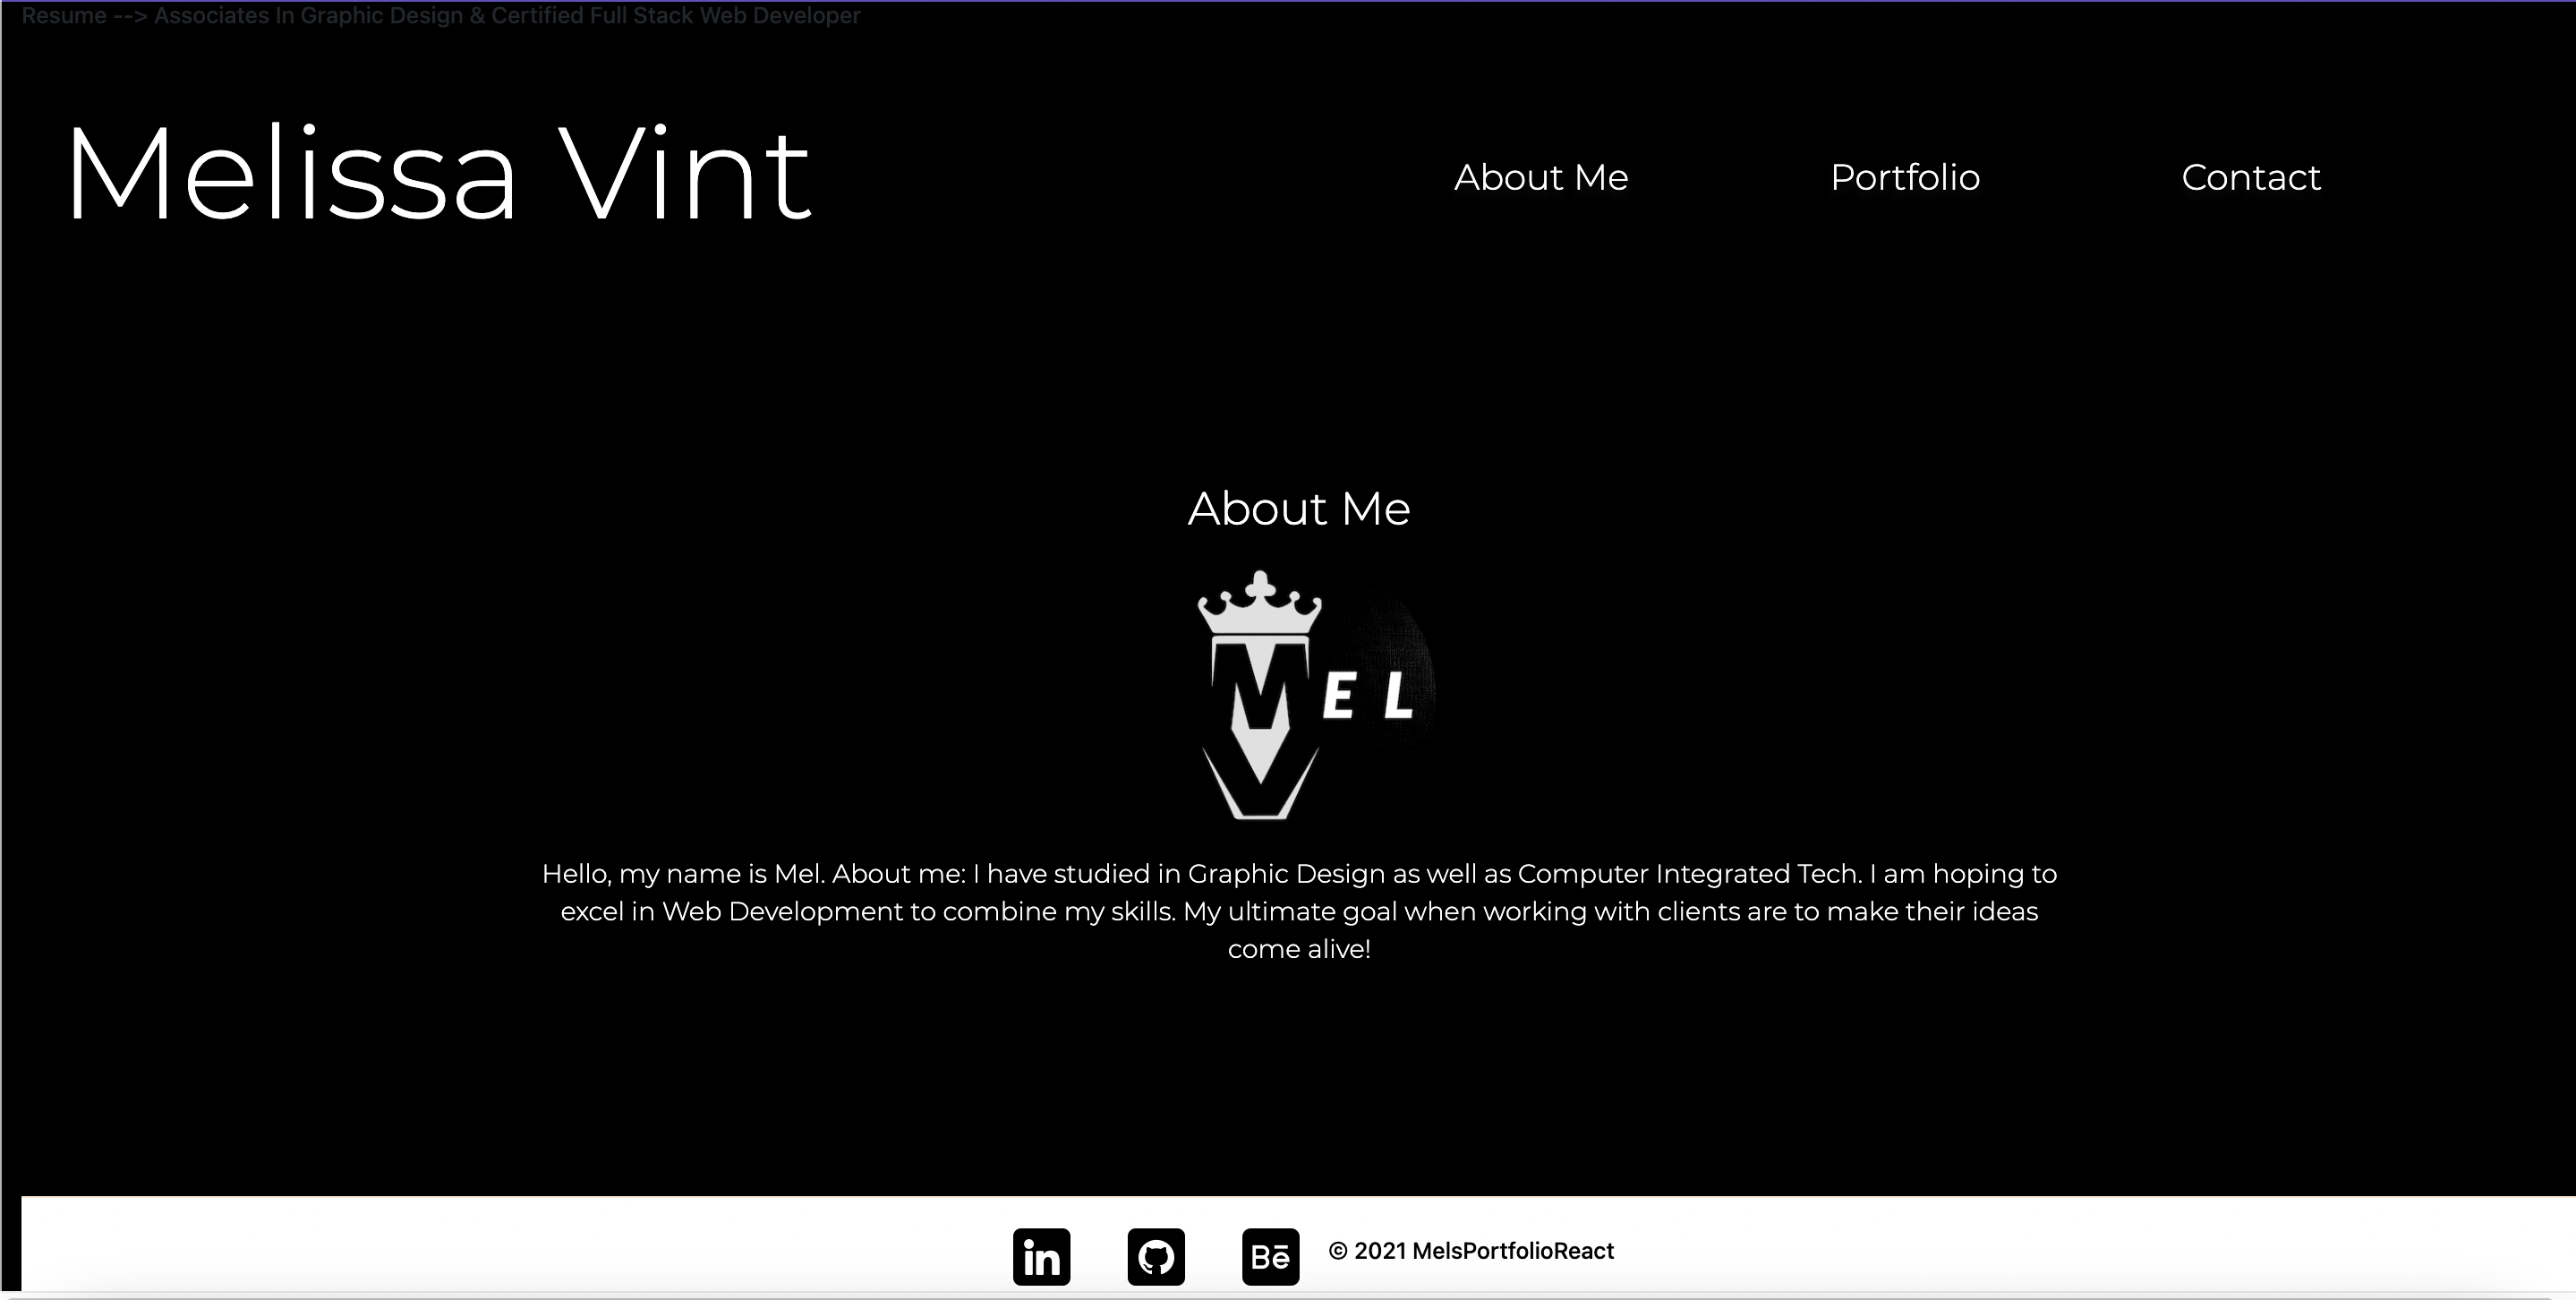 Resume --> Associates In Graphic Design & Certified Full Stack Web Developer
Melissa Vint
About Me
Portfolio
Contact
About Me
MEL
Hello, my name is Mel. About me: I have studied in Graphic Design as well as Computer Integrated Tech. I am hoping to
excel in Web Development to combine my skills. My ultimate goal when working with clients are to make their ideas
come alive!
in
Bē
© 2021 MelsPortfolioReact